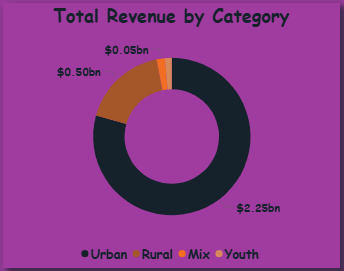 Total Revenue by Category
$0.05bn
$0.50bn
$2.25bn
Urban Rural Mix Youth